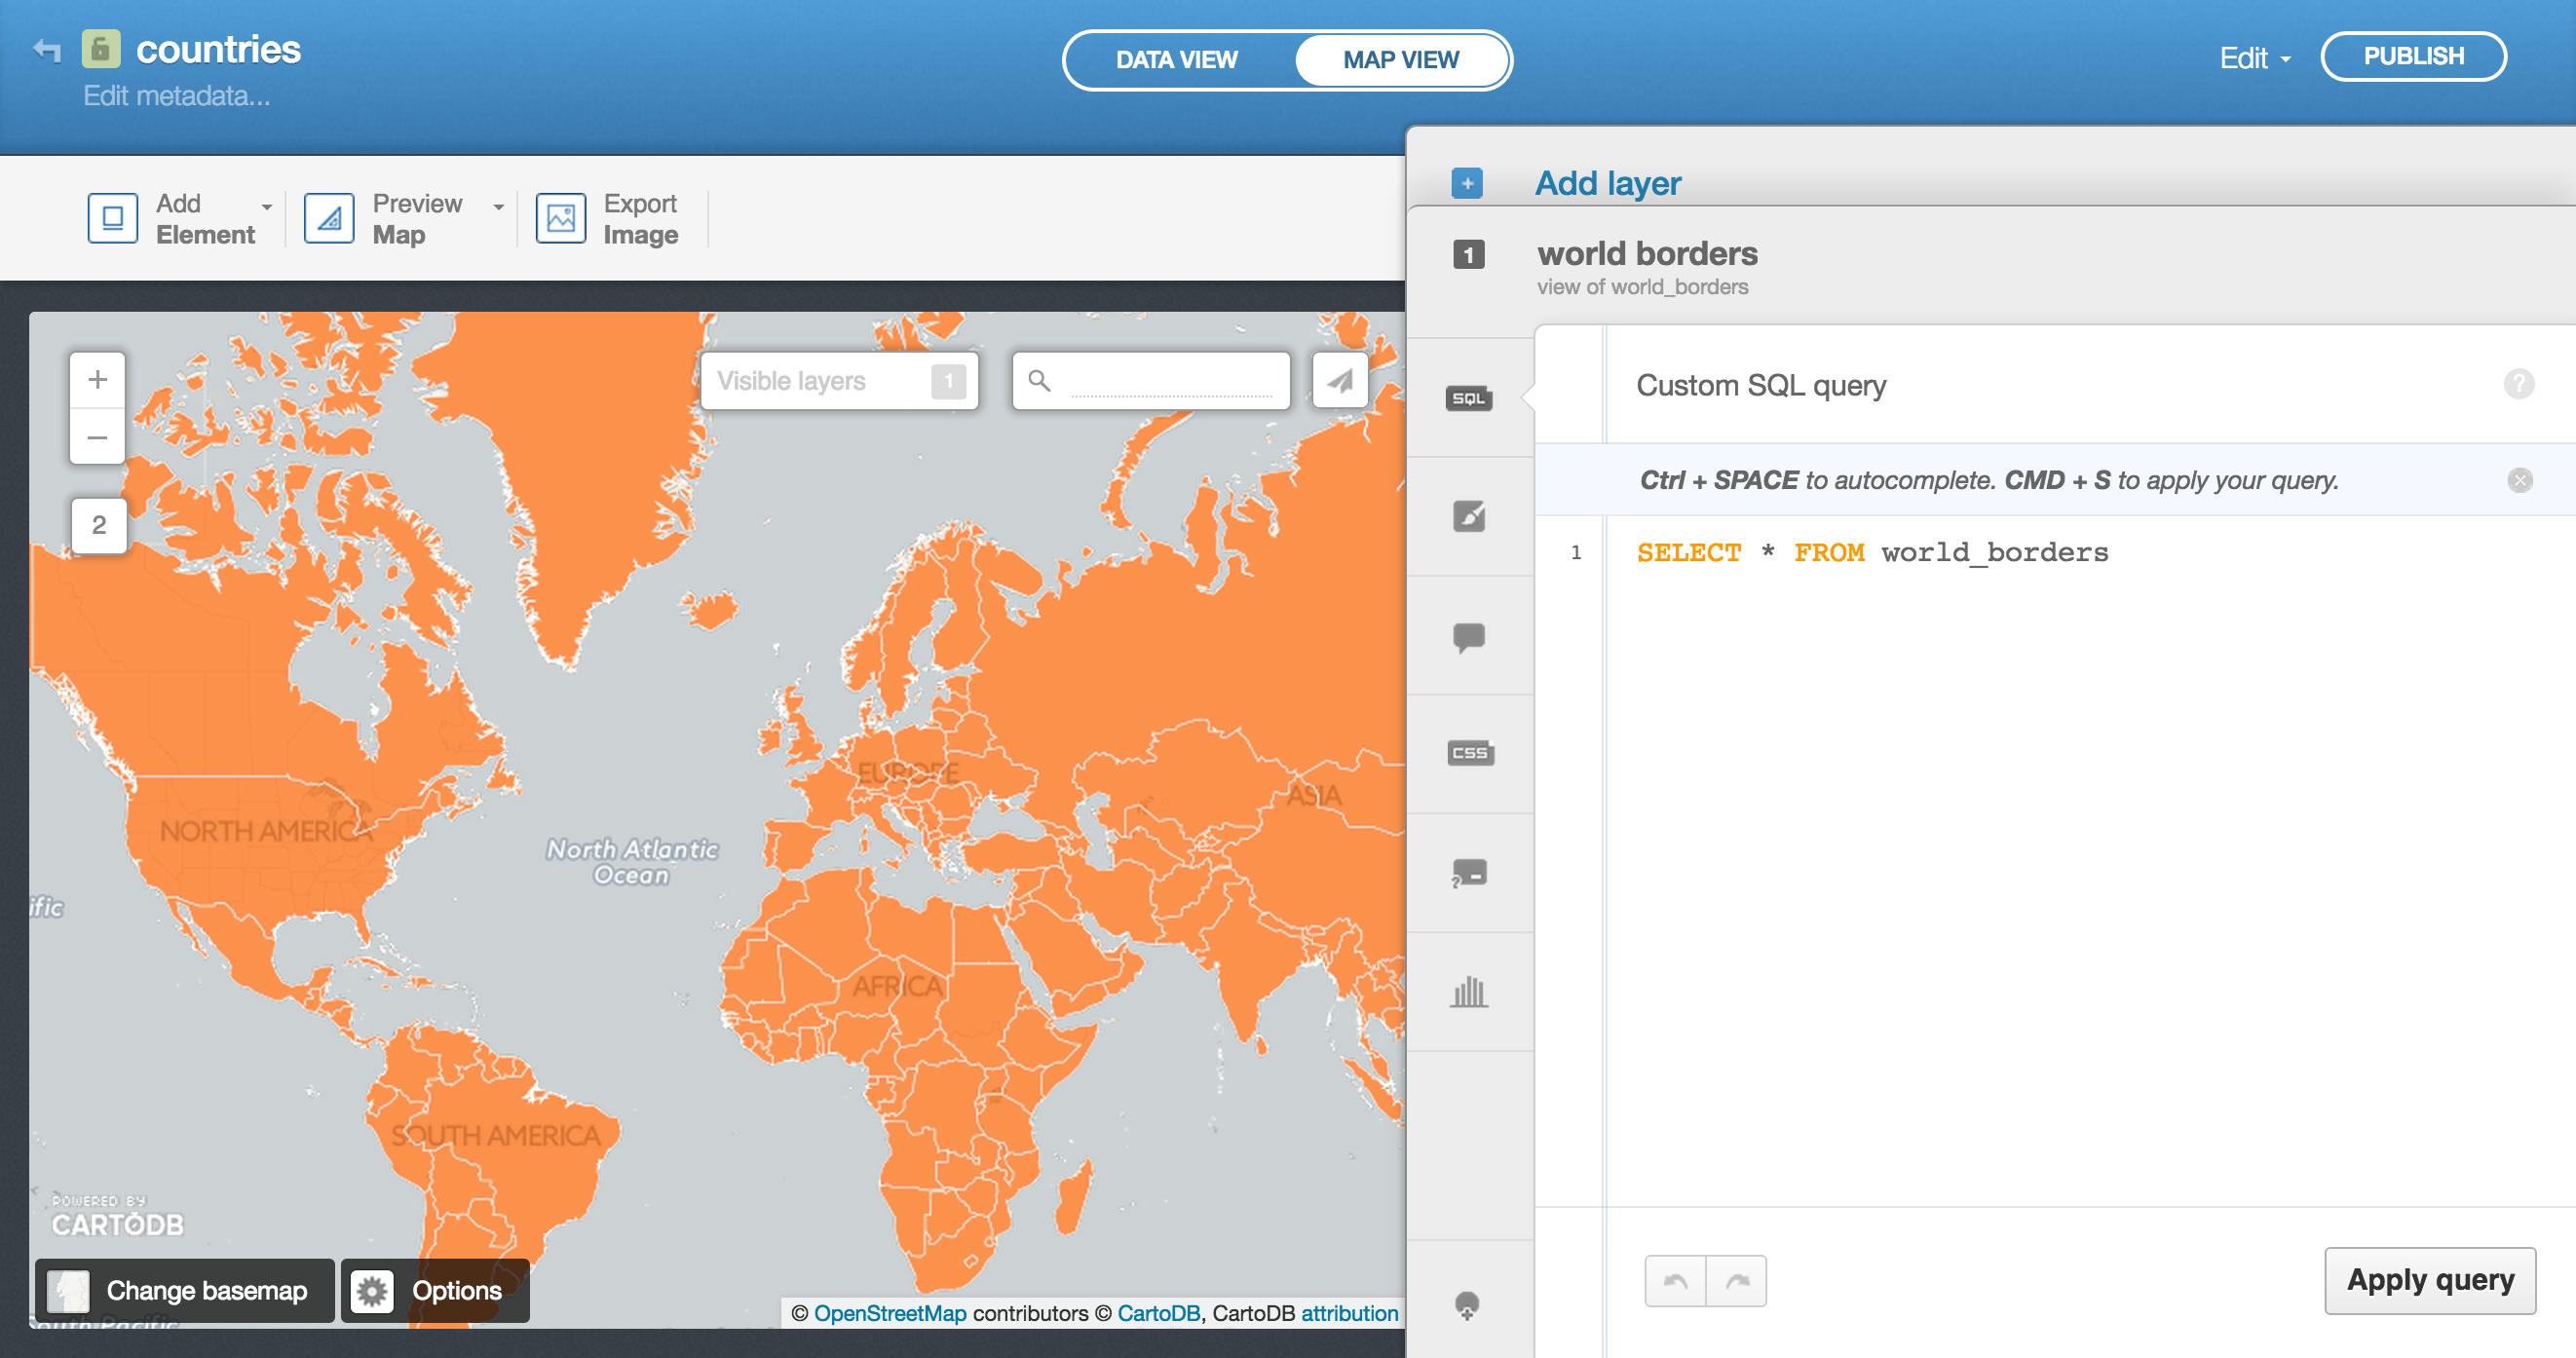 countries
Edit metadata...
DATA VIEW
MAP VIEW
Edit
PUBLISH
Add
Element
Preview
Map
Export
Image
Add layer
1
world borders
view of world_borders
+
−
2
Visible layers
1
SQL
Custom SQL query
?
Ctrl + SPACE to autocomplete. CMD + S to apply your query.
1
SELECT * FROM world_borders
CSS
?
EUROPE
ASIA
NORTH AMERICA
North Atlantic
Ocean
ific
AFRICA
SOUTH AMERICA
POWERED BY
CARTODB
Change basemap
Options
South Pacific
© OpenStreetMap contributors © CartoDB, CartoDB attribution
Apply query